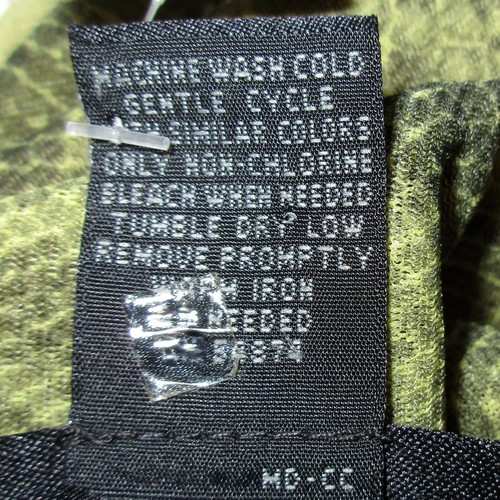 MACHINE WASH COLD
GENTLE CYCLE
SIMILAR COLORS
ONLY NON-CHLORINE
BLEACH WHEN NEEDED
TUMBLE DRY LOW
REMOVE PROMPTLY
IRON
NEEDED
MD-CC